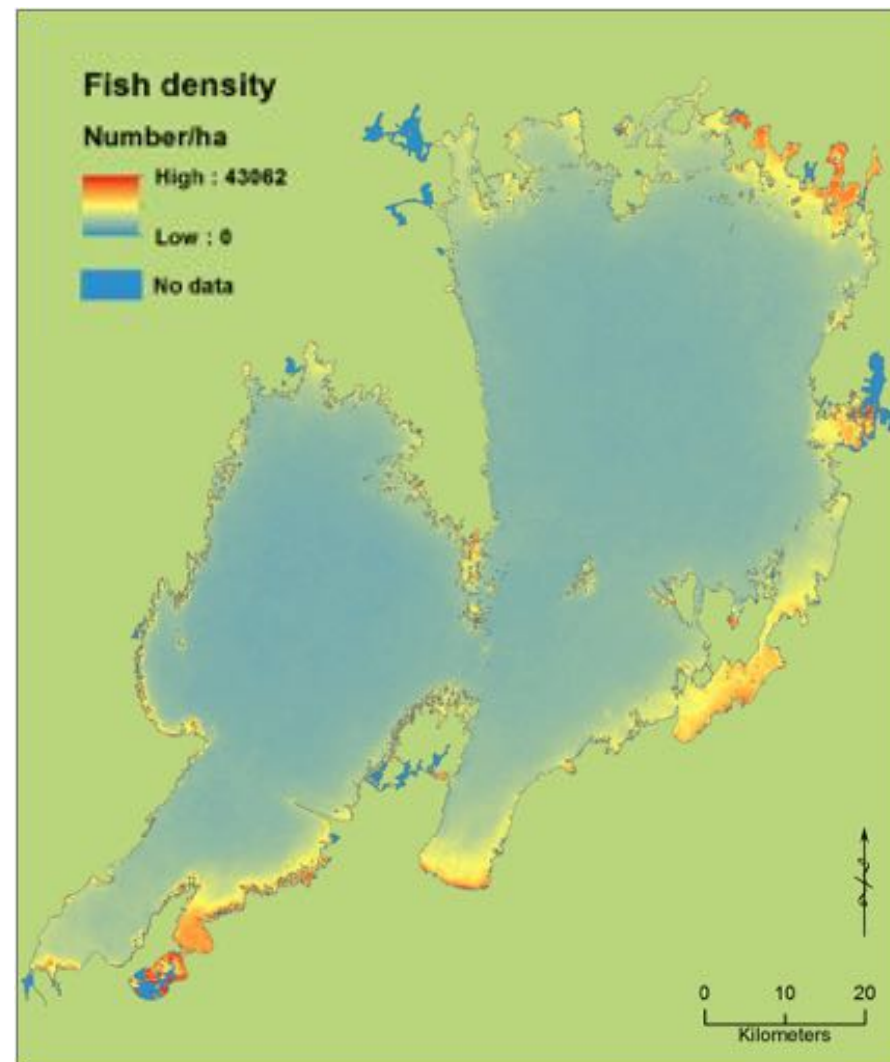 Fish density
Number/ha
High : 43062
Low : 0
No data
0 10 20
Kilometers